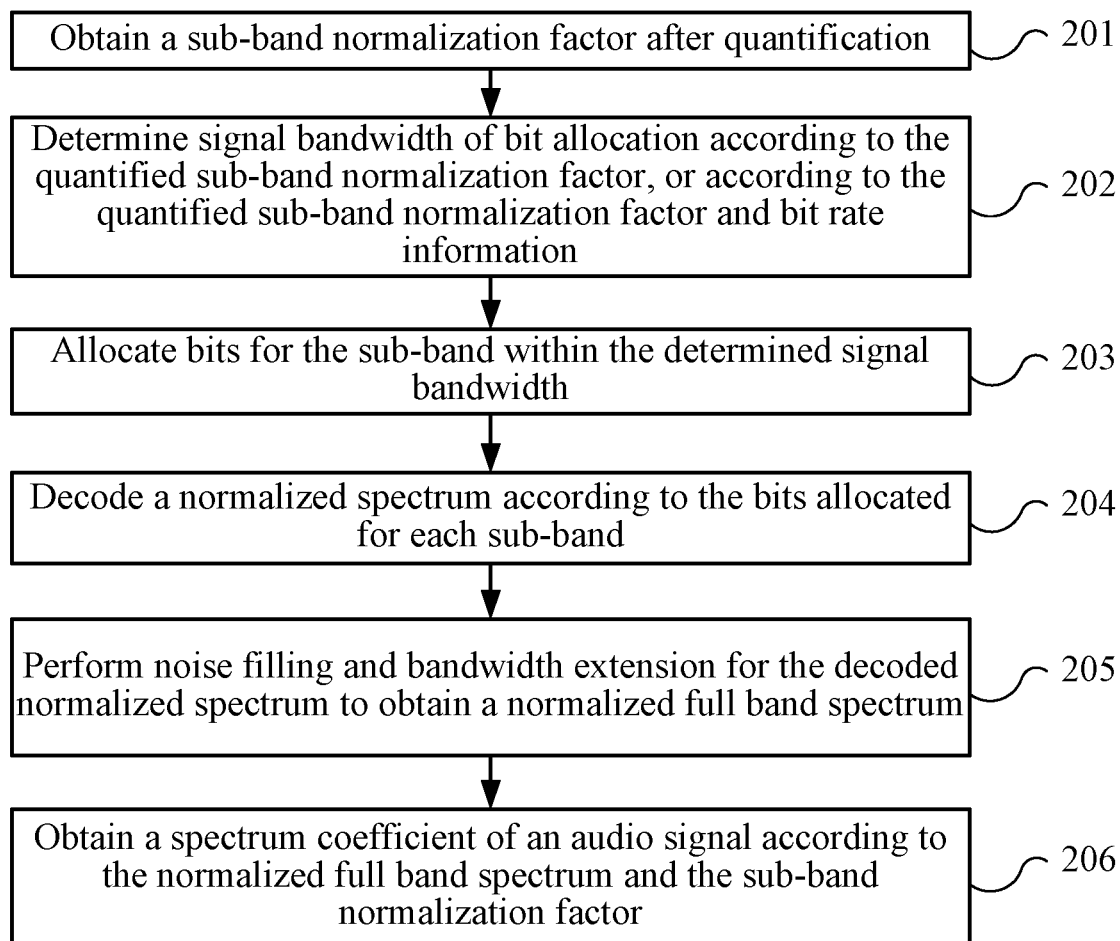 Obtain a sub-band normalization factor after quantification
201
Determine signal bandwidth of bit allocation according to the
quantified sub-band normalization factor, or according to the
quantified sub-band normalization factor and bit rate
information
202
Allocate bits for the sub-band within the determined signal
bandwidth
203
Decode a normalized spectrum according to the bits allocated
for each sub-band
204
Perform noise filling and bandwidth extension for the decoded
normalized spectrum to obtain a normalized full band spectrum
205
Obtain a spectrum coefficient of an audio signal according to
the normalized full band spectrum and the sub-band
normalization factor
206